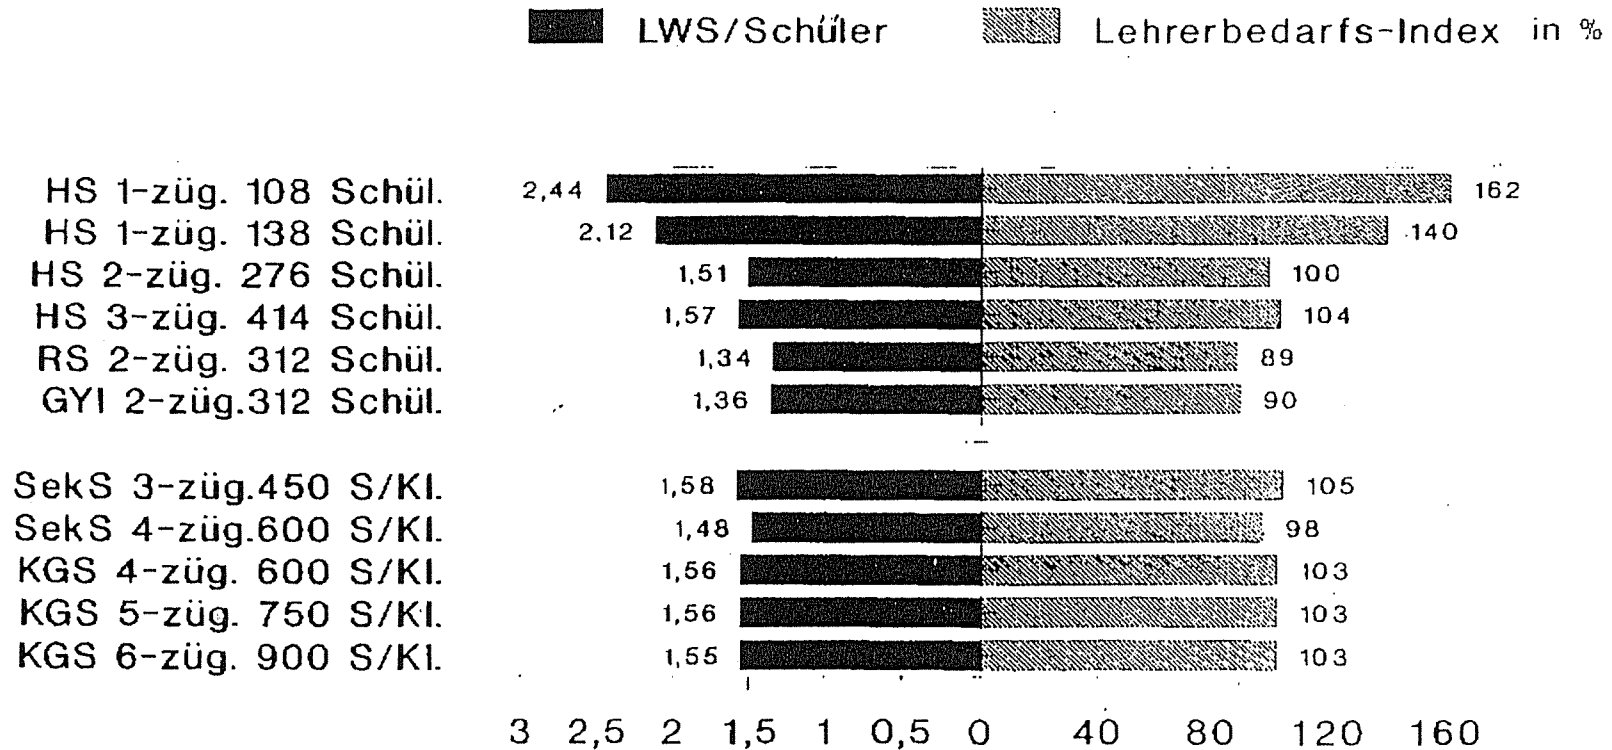 LWS/Schüler Lehrerbedarfs-Index in %
HS 1-züg. 108 Schül. 2,44 162
HS 1-züg. 138 Schül. 2,12 140
HS 2-züg. 276 Schül. 1,51 100
HS 3-züg. 414 Schül. 1,57 104
RS 2-züg. 312 Schül. 1,34 89
GYI 2-züg.312 Schül. 1,36 90
SekS 3-züg.450 S/Kl. 1,58 105
SekS 4-züg.600 S/Kl. 1,48 98
KGS 4-züg. 600 S/Kl. 1,56 103
KGS 5-züg. 750 S/Kl. 1,56 103
KGS 6-züg. 900 S/Kl. 1,55 103
3 2,5 2 1,5 1 0,5 0 40 80 120 160